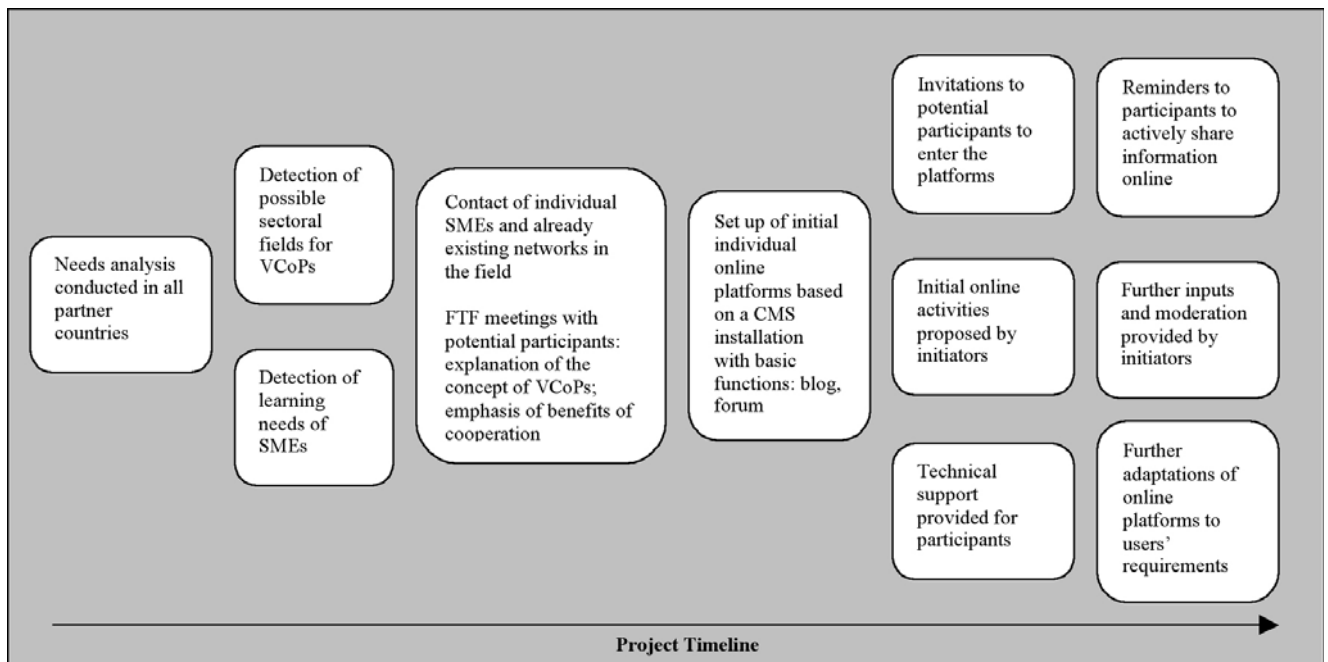 Needs analysis
conducted in all
partner
countries
Detection of
possible
sectoral
fields for
VCoPs
Detection of
learning
needs of
SMEs
Contact of individual
SMEs and already
existing networks in
the field
FTF meetings with
potential participants:
explanation of the
concept of VCoPs;
emphasis of benefits of
cooperation
Set up of initial
individual
online
platforms based
on a CMS
installation
with basic
functions: blog,
forum
Invitations to
potential
participants to
enter the
platforms
Initial online
activities
proposed by
initiators
Technical
support
provided for
participants
Reminders to
participants to
actively share
information
online
Further inputs
and moderation
provided by
initiators
Further
adaptations of
online
platforms to
users’
requirements
Project Timeline